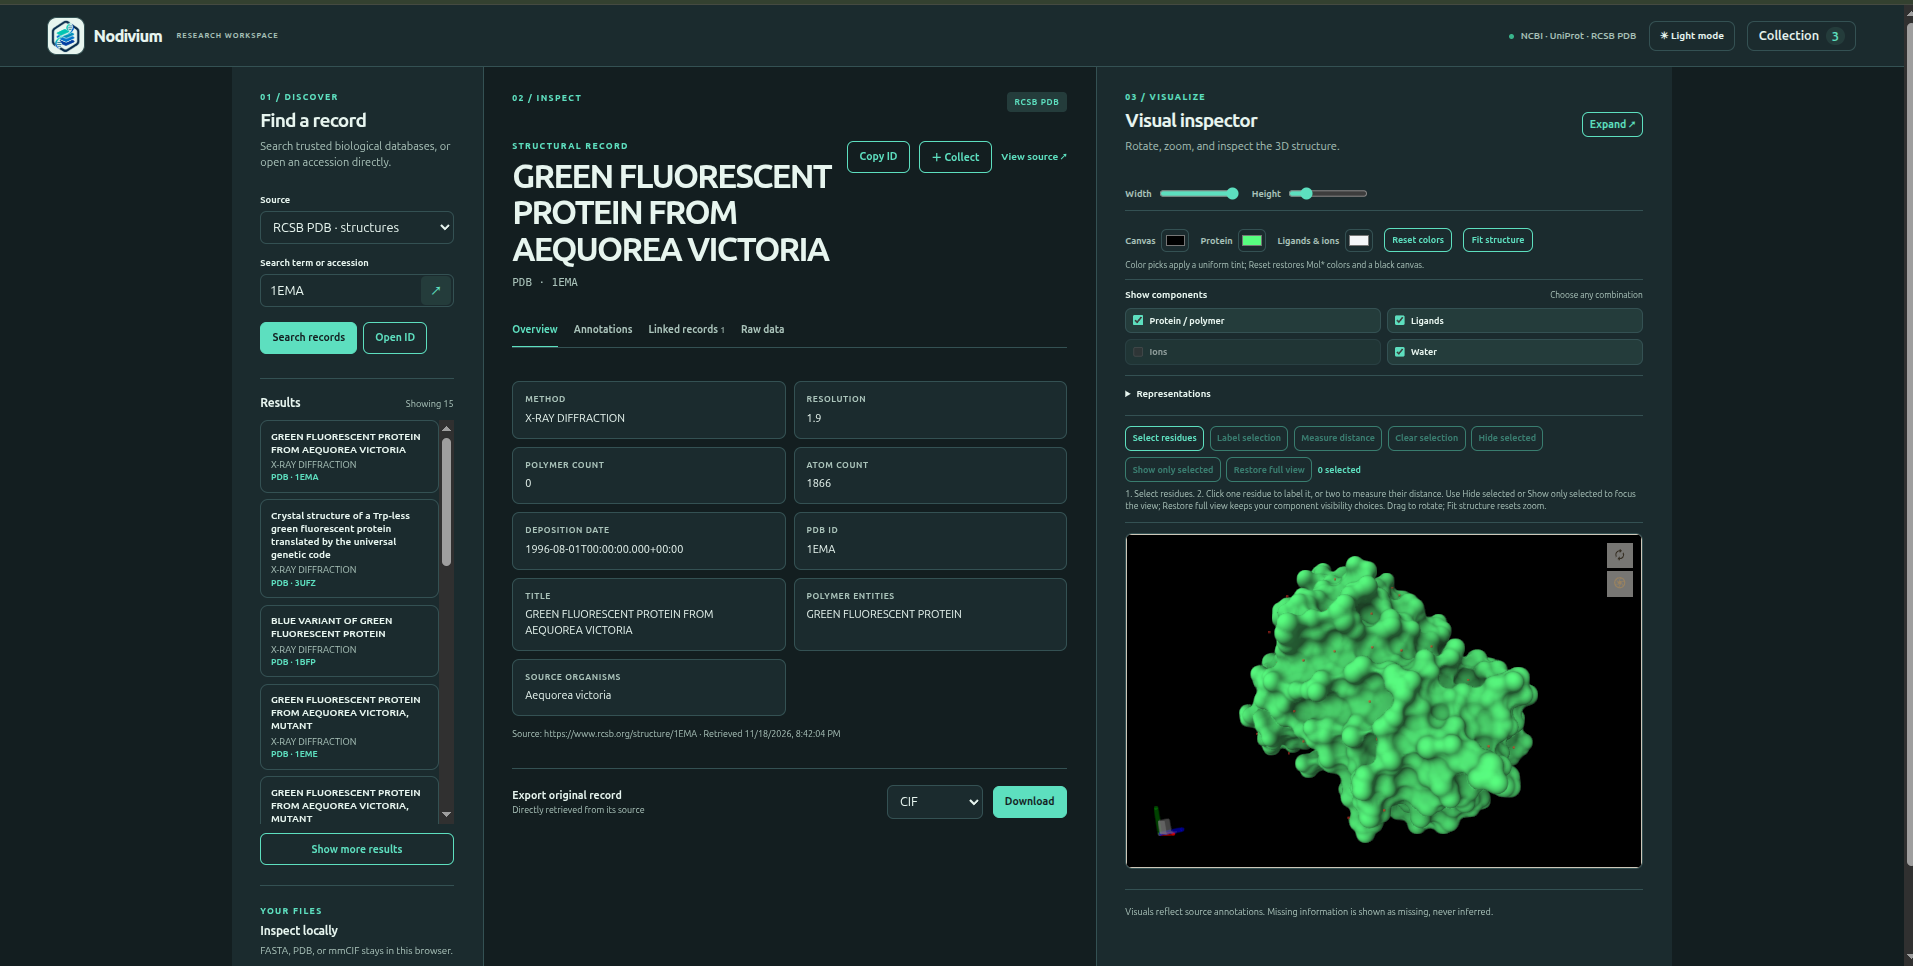 Nodivium
RESEARCH WORKSPACE
NCBI · UniProt · RCSB PDB
☀ Light mode
Collection 3
01 / DISCOVER
Find a record
Search trusted biological databases, or
open an accession directly.
Source
RCSB PDB · structures
Search term or accession
1EMA
↗
Search records
Open ID
Results
Showing 15
GREEN FLUORESCENT PROTEIN
FROM AEQUOREA VICTORIA
X-RAY DIFFRACTION
PDB · 1EMA
Crystal structure of a Trp-less
green fluorescent protein
translated by the universal
genetic code
X-RAY DIFFRACTION
PDB · 3UFZ
BLUE VARIANT OF GREEN
FLUORESCENT PROTEIN
X-RAY DIFFRACTION
PDB · 1BFP
GREEN FLUORESCENT PROTEIN
FROM AEQUOREA VICTORIA,
MUTANT
X-RAY DIFFRACTION
PDB · 1EME
GREEN FLUORESCENT PROTEIN
FROM AEQUOREA VICTORIA,
MUTANT
Show more results
YOUR FILES
Inspect locally
FASTA, PDB, or mmCIF stays in this browser.
02 / INSPECT
RCSB PDB
STRUCTURAL RECORD
GREEN FLUORESCENT
PROTEIN FROM
AEQUOREA VICTORIA
PDB · 1EMA
Copy ID
+ Collect
View source ↗
Overview
Annotations
Linked records 1
Raw data
METHOD
X-RAY DIFFRACTION
RESOLUTION
1.9
POLYMER COUNT
0
ATOM COUNT
1866
DEPOSITION DATE
1996-08-01T00:00:00.000+00:00
PDB ID
1EMA
TITLE
GREEN FLUORESCENT PROTEIN FROM
AEQUOREA VICTORIA
POLYMER ENTITIES
GREEN FLUORESCENT PROTEIN
SOURCE ORGANISMS
Aequorea victoria
Source: https://www.rcsb.org/structure/1EMA · Retrieved 11/18/2026, 8:42:04 PM
Export original record
Directly retrieved from its source
CIF
Download
03 / VISUALIZE
Visual inspector
Rotate, zoom, and inspect the 3D structure.
Expand ↗
Width
Height
Canvas
Protein
Ligands & ions
Reset colors
Fit structure
Color picks apply a uniform tint; Reset restores Mol* colors and a black canvas.
Show components
Choose any combination
Protein / polymer
Ligands
Ions
Water
▶ Representations
Select residues
Label selection
Measure distance
Clear selection
Hide selected
Show only selected
Restore full view
0 selected
1. Select residues. 2. Click one residue to label it, or two to measure their distance. Use Hide selected or Show only selected to focus
the view; Restore full view keeps your component visibility choices. Drag to rotate; Fit structure resets zoom.
Visuals reflect source annotations. Missing information is shown as missing, never inferred.